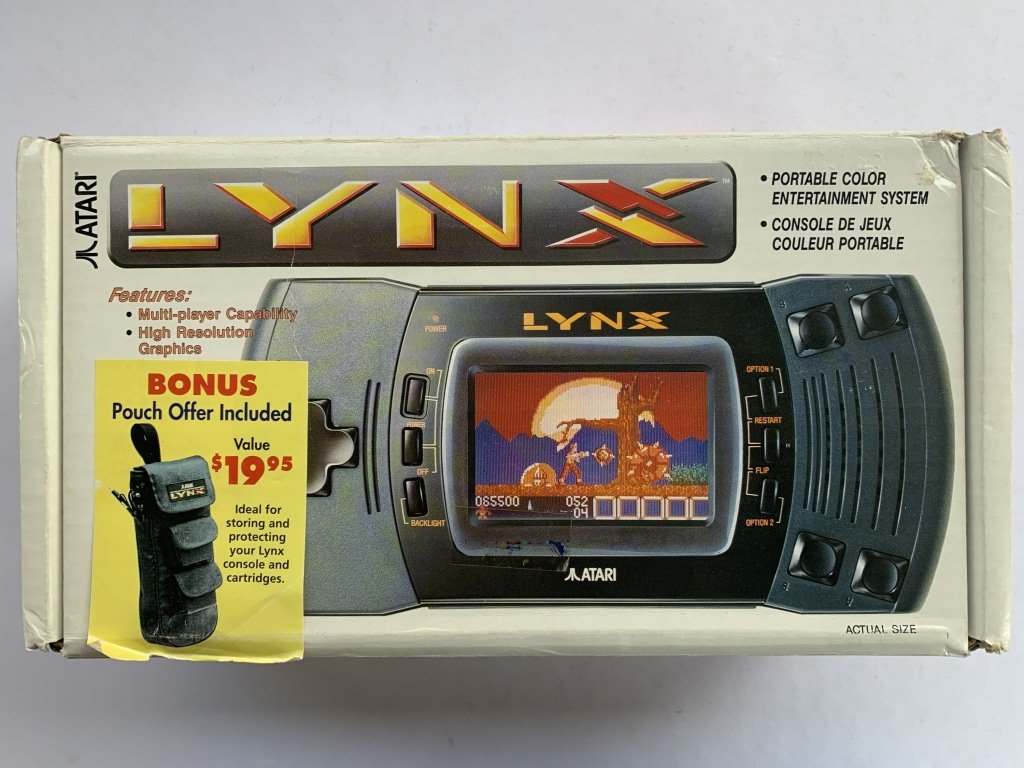 ATARI®
LYNX™
• PORTABLE COLOR
ENTERTAINMENT SYSTEM
• CONSOLE DE JEUX
COULEUR PORTABLE
Features:
• Multi-player Capability
• High Resolution
Graphics
BONUS
Pouch Offer Included
Value
$19.95
LYNX
Ideal for
storing and
protecting
your Lynx
console and
cartridges.
POWER
LYNX
ON
POWER
OFF
BACKLIGHT
OPTION 1
RESTART
FLIP
OPTION 2
065500
052
04
ATARI
ACTUAL SIZE